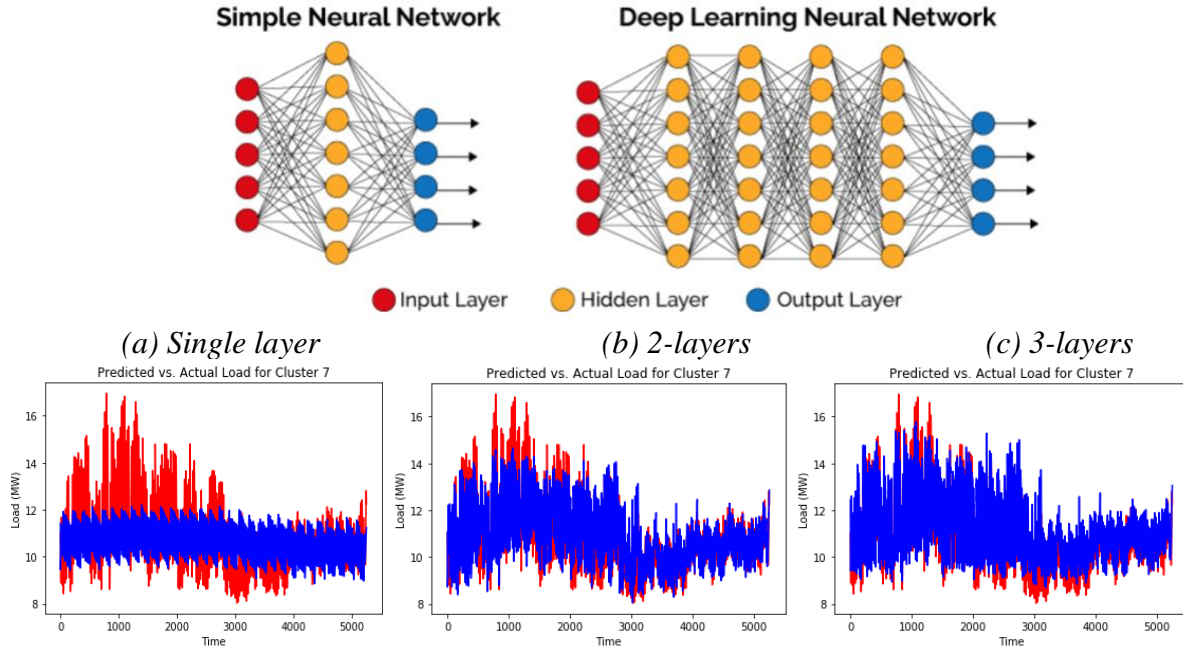 Simple Neural Network
Deep Learning Neural Network
Input Layer
Hidden Layer
Output Layer
(a) Single layer
(b) 2-layers
(c) 3-layers
Predicted vs. Actual Load for Cluster 7
Load (MW)
16
14
12
10
8
0 1000 2000 3000 4000 5000
Time
Predicted vs. Actual Load for Cluster 7
Load (MW)
16
14
12
10
8
0 1000 2000 3000 4000 5000
Time
Predicted vs. Actual Load for Cluster 7
Load (MW)
16
14
12
10
8
0 1000 2000 3000 4000 5000
Time